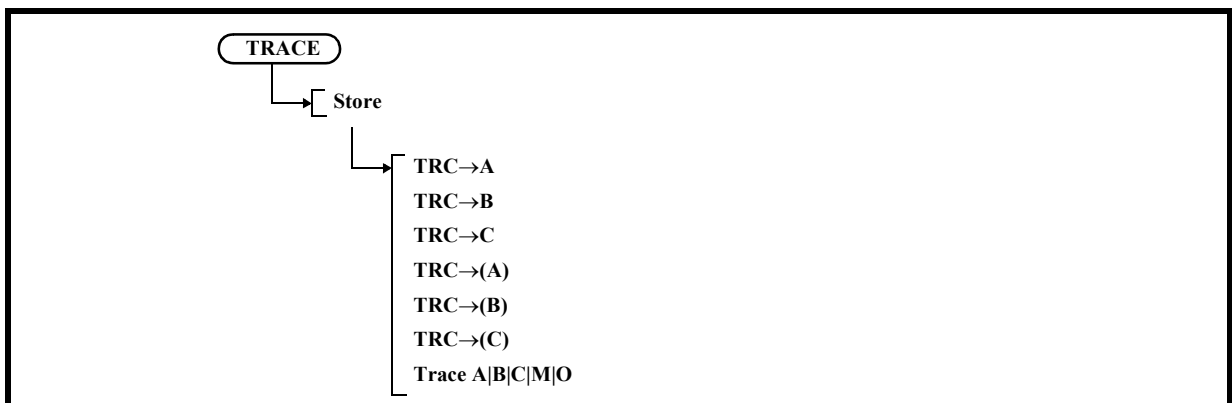 TRACE
Store
TRC→A
TRC→B
TRC→C
TRC→(A)
TRC→(B)
TRC→(C)
Trace A|B|C|M|O